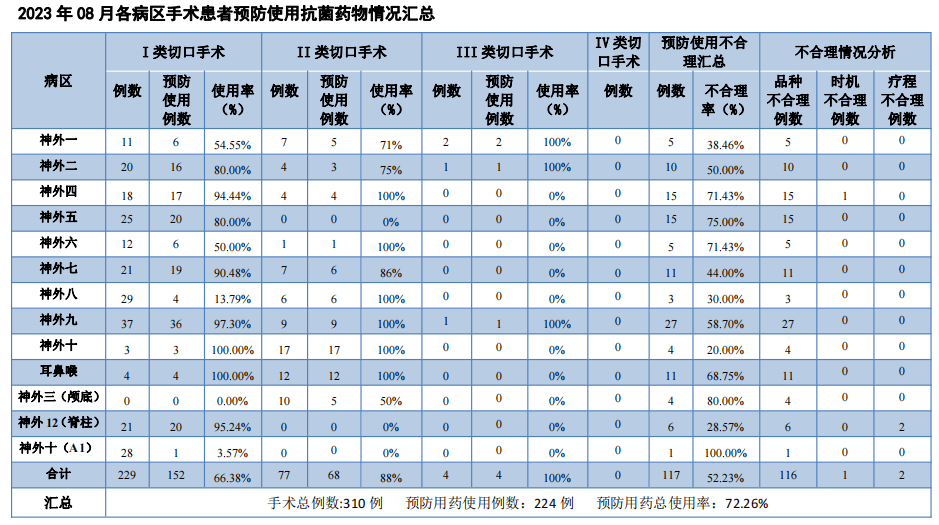 2023 年 08 月各病区手术患者预防使用抗菌药物情况汇总
病区 I 类切口手术 II 类切口手术 III 类切口手术 IV 类切口手术 预防使用不合理汇总 不合理情况分析
例数 预防使用例数 使用率（%） 例数 预防使用例数 使用率（%） 例数 预防使用例数 使用率（%） 例数 例数 不合理率（%） 品种不合理例数 时机不合理例数 疗程不合理例数
神外一 11 6 54.55% 7 5 71% 2 2 100% 0 5 38.46% 5 0 0
神外二 20 16 80.00% 4 3 75% 1 1 100% 0 10 50.00% 10 0 0
神外四 18 17 94.44% 4 4 100% 0 0 0% 0 15 71.43% 15 1 0
神外五 25 20 80.00% 0 0 0% 0 0 0% 0 15 75.00% 15 0 0
神外六 12 6 50.00% 1 1 100% 0 0 0% 0 5 71.43% 5 0 0
神外七 21 19 90.48% 7 6 86% 0 0 0% 0 11 44.00% 11 0 0
神外八 29 4 13.79% 6 6 100% 0 0 0% 0 3 30.00% 3 0 0
神外九 37 36 97.30% 9 9 100% 1 1 100% 0 27 58.70% 27 0 0
神外十 3 3 100.00% 17 17 100% 0 0 0% 0 4 20.00% 4 0 0
耳鼻喉 4 4 100.00% 12 12 100% 0 0 0% 0 11 68.75% 11 0 0
神外三（颅底） 0 0 0.00% 10 5 50% 0 0 0% 0 4 80.00% 4 0 0
神外 12（脊柱） 21 20 95.24% 0 0 0% 0 0 0% 0 6 28.57% 6 0 2
神外十（A1） 28 1 3.57% 0 0 0% 0 0 0% 0 1 100.00% 1 0 0
合计 229 152 66.38% 77 68 88% 4 4 100% 0 117 52.23% 116 1 2
汇总 手术总例数:310 例 预防用药使用例数：224 例 预防用药总使用率：72.26%